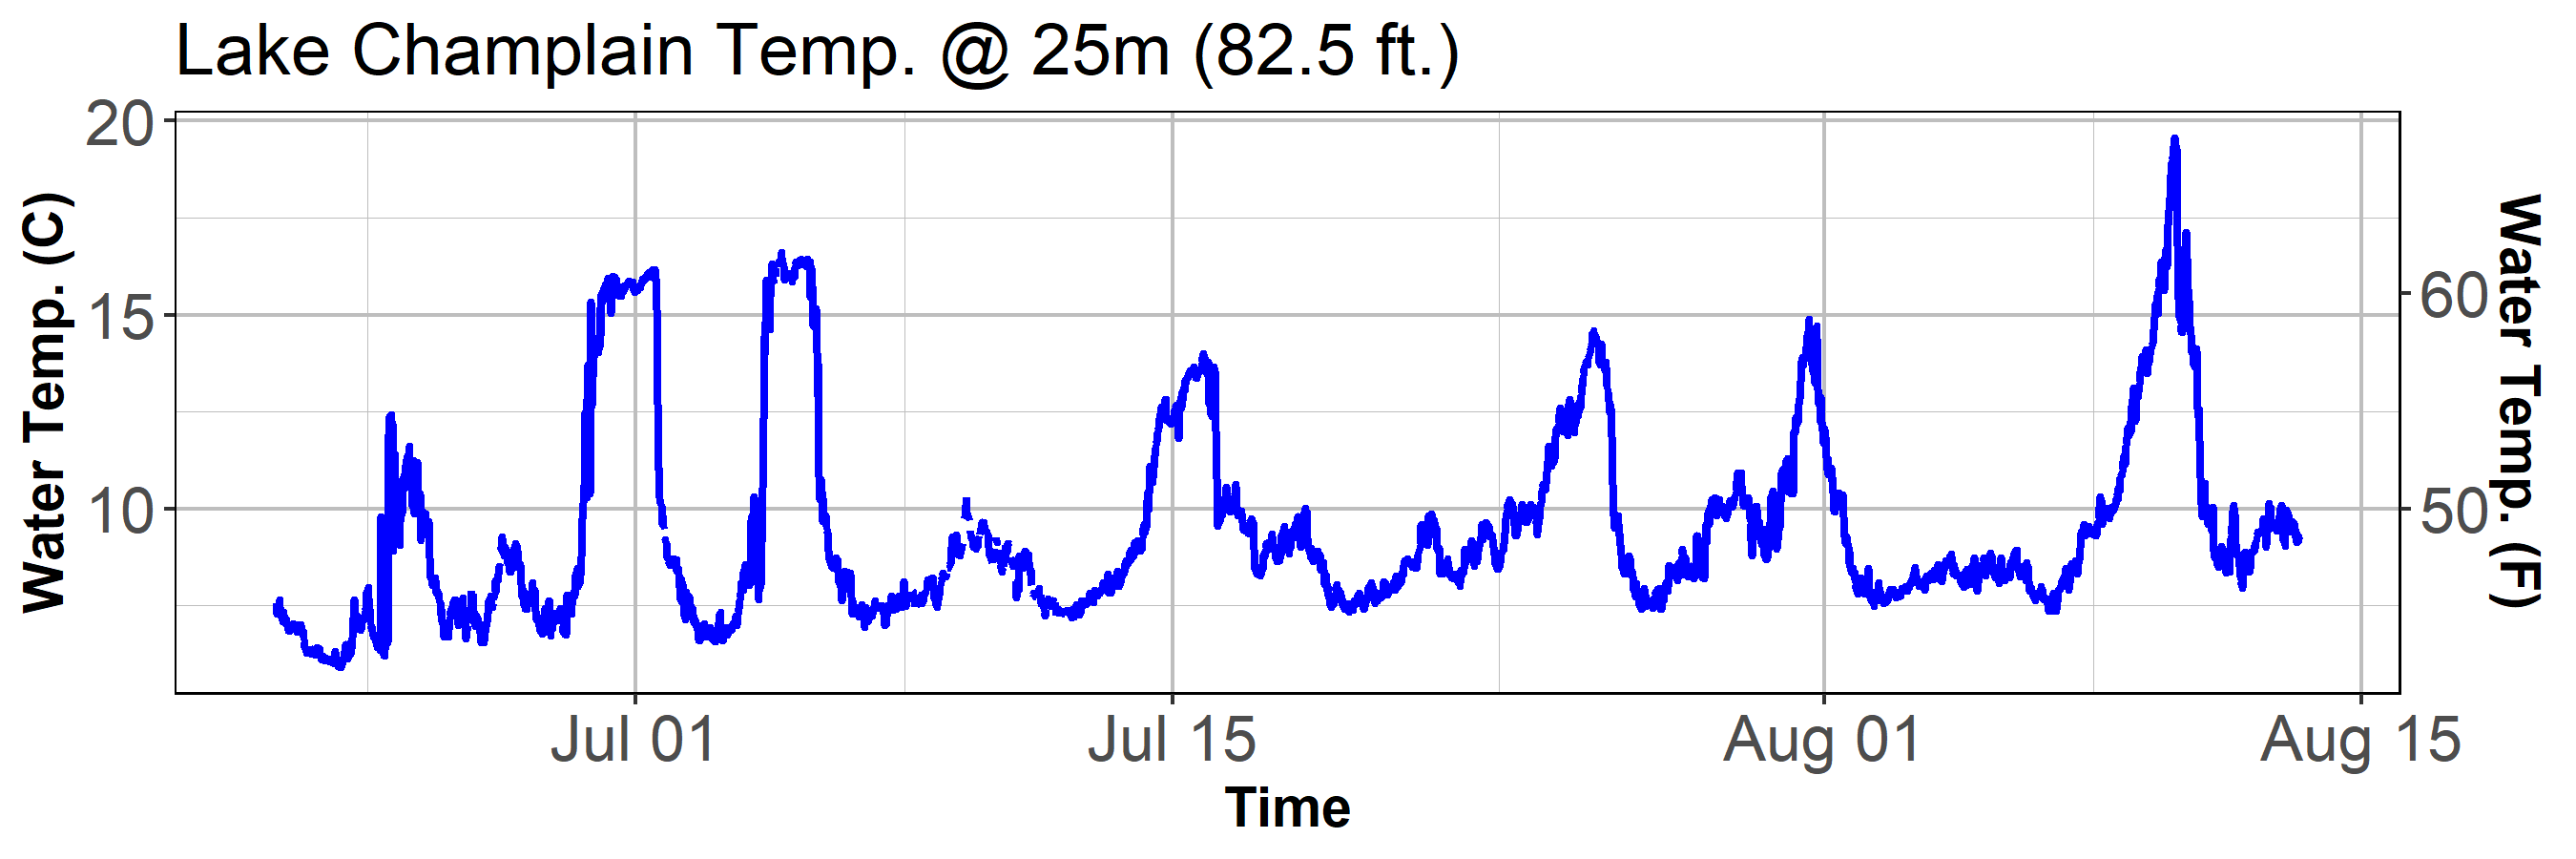 Lake Champlain Temp. @ 25m (82.5 ft.)
Water Temp. (C)
20
15
10
60
50
Water Temp. (F)
Jul 01
Jul 15
Aug 01
Aug 15
Time